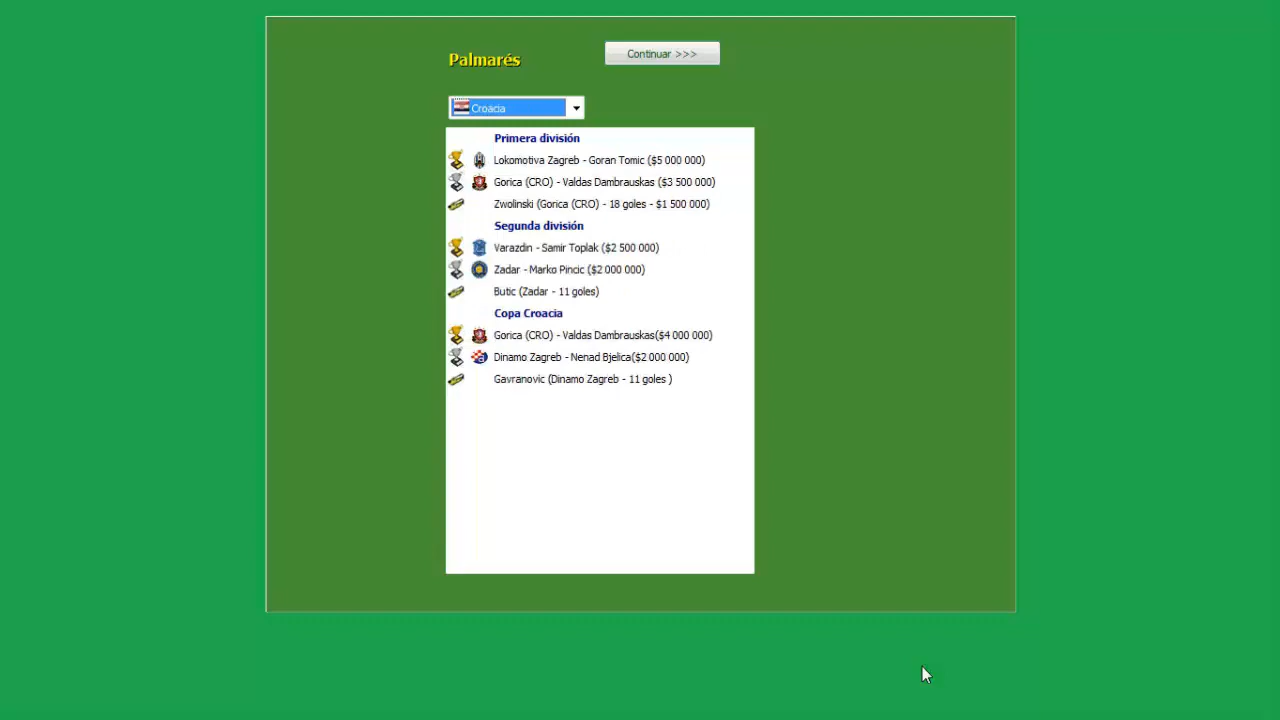 Palmarés
Continuar >>>
Croacia
Primera división
Lokomotiva Zagreb - Goran Tomic ($5 000 000)
Gorica (CRO) - Valdas Dambrauskas ($3 500 000)
Zwolinski (Gorica (CRO) - 18 goles - $1 500 000)
Segunda división
Varazdin - Samir Toplak ($2 500 000)
Zadar - Marko Pincic ($2 000 000)
Butic (Zadar - 11 goles)
Copa Croacia
Gorica (CRO) - Valdas Dambrauskas($4 000 000)
Dinamo Zagreb - Nenad Bjelica($2 000 000)
Gavranovic (Dinamo Zagreb - 11 goles )